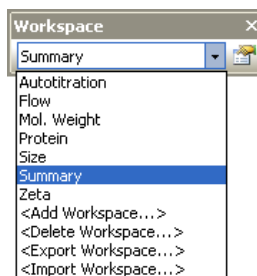 Workspace
Summary
Autotitration
Flow
Mol. Weight
Protein
Size
Summary
Zeta
<Add Workspace...>
<Delete Workspace...>
<Export Workspace...>
<Import Workspace...>